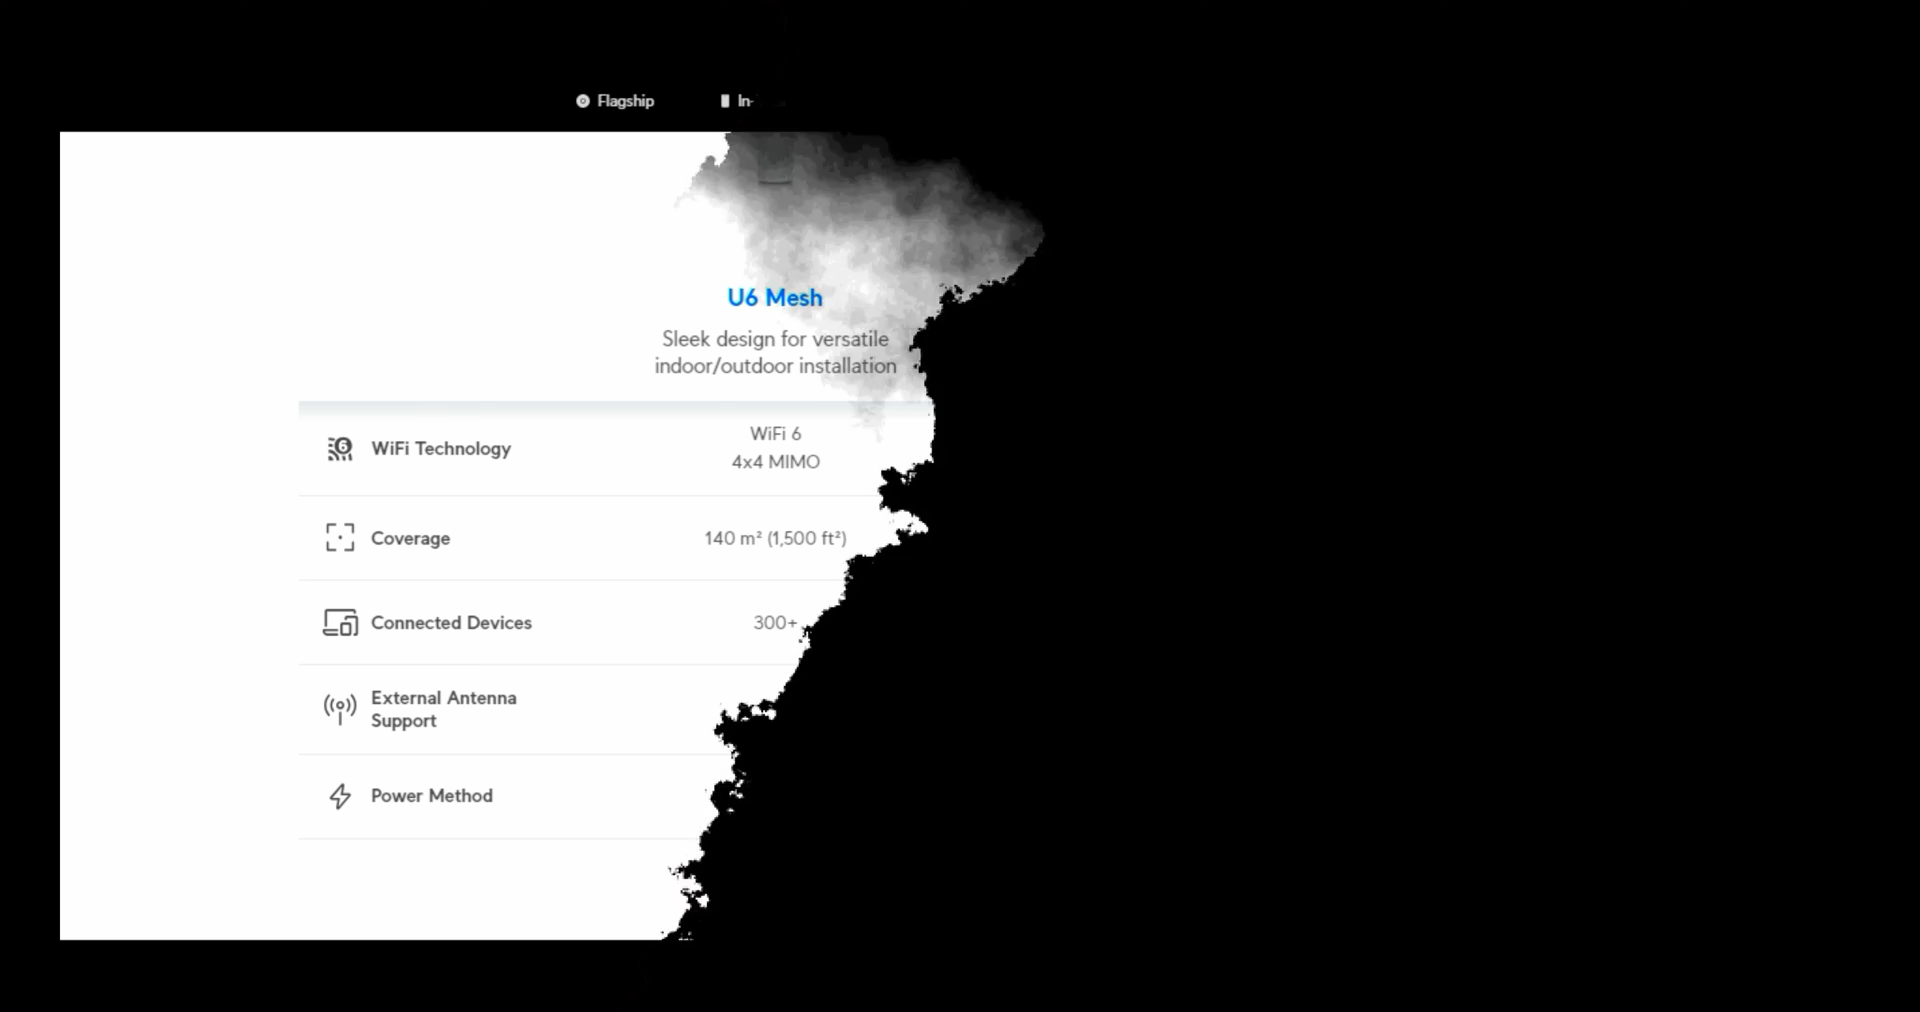 Flagship
In-
U6 Mesh
Sleek design for versatile
indoor/outdoor installation
WiFi Technology
WiFi 6
4x4 MIMO
Coverage
140 m² (1,500 ft²)
Connected Devices
300+
External Antenna
Support
Power Method